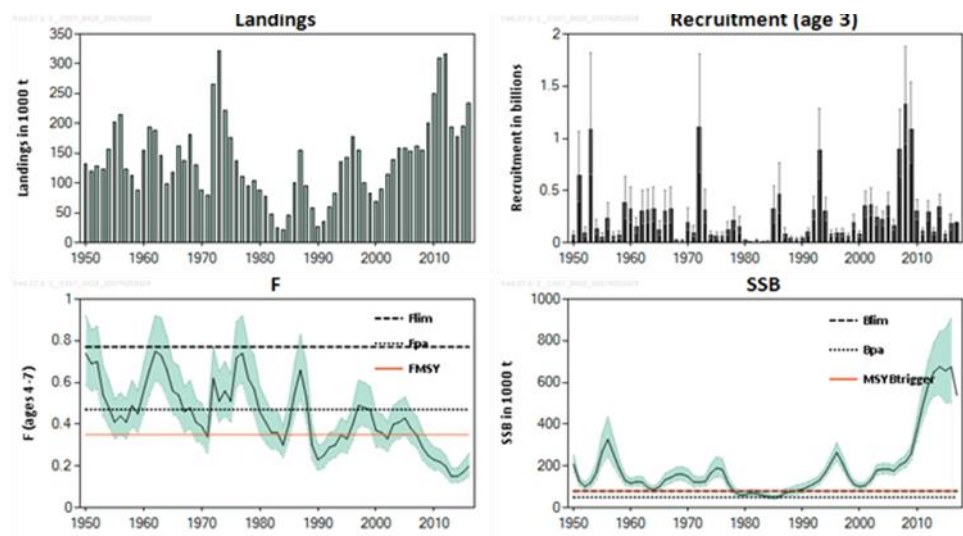 Landings
Landings in 1000 t
350
300
250
200
150
100
50
0
1950 1960 1970 1980 1990 2000 2010
Recruitment (age 3)
Recruitment in billions
2
1.5
1
0.5
0
1950 1960 1970 1980 1990 2000 2010
F
F (ages 4-7)
1
0.8
0.6
0.4
0.2
0
Flim
Fpa
FMSY
1950 1960 1970 1980 1990 2000 2010
SSB
SSB in 1000 t
1000
800
600
400
200
0
Blim
Bpa
MSYBtrigger
1950 1960 1970 1980 1990 2000 2010